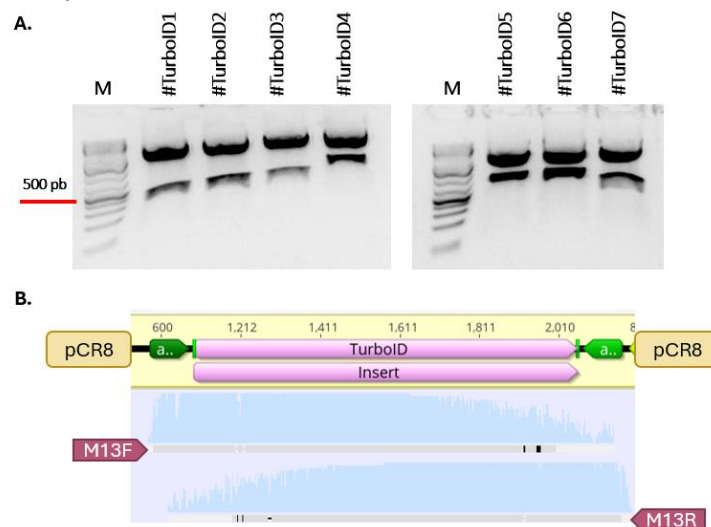 A.
M
#TurboID1
#TurboID2
#TurboID3
#TurboID4
M
#TurboID5
#TurboID6
#TurboID7
500 pb
B.
600 1,212 1,411 1,611 1,811 2,010 8
pCR8 a.. TurboID a.. pCR8
Insert
M13F
M13R